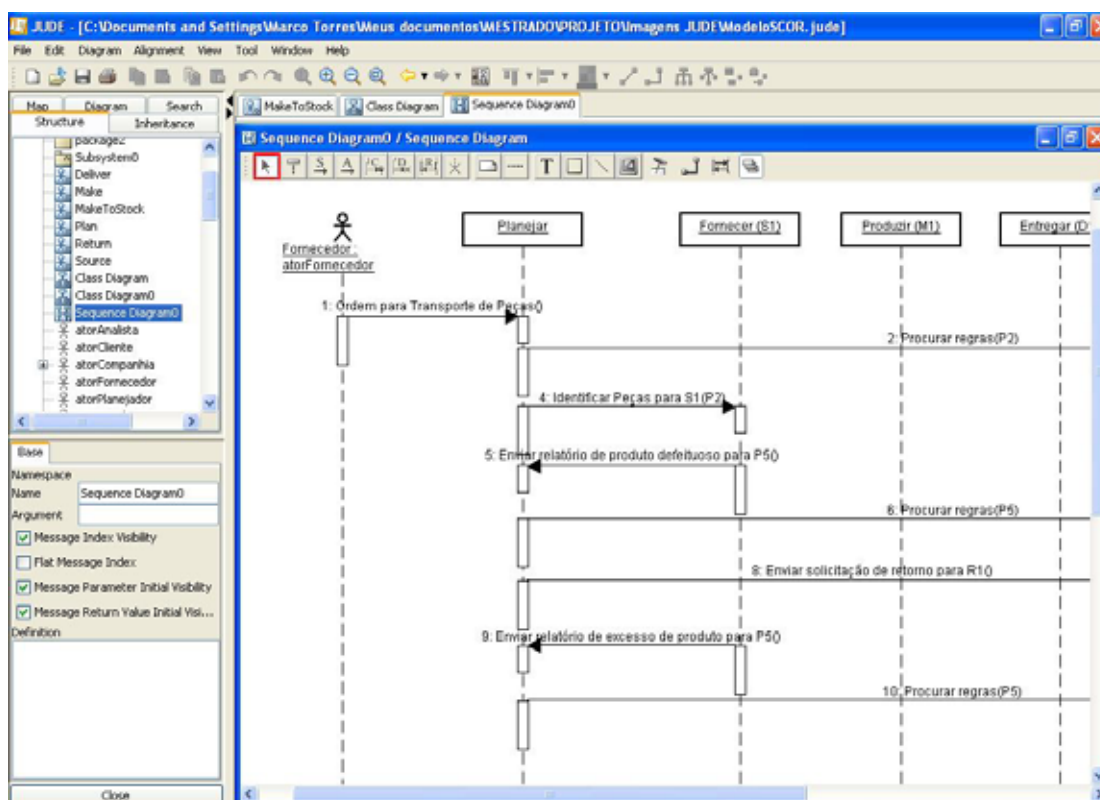 JUDE - [C:\Documents and Settings\Marco Torres\Meus documentos\MESTRADO\PROJETO\Imagens JUDE\ModeloSCOR.jude]
File Edit Diagram Alignment View Tool Window Help
Map Diagram Search
Structure Inheritance
MakeToStock Class Diagram Sequence Diagram0
package2
Subsystem0
Deliver
Make
MakeToStock
Plan
Return
Source
Class Diagram
Class Diagram0
Sequence Diagram0
atorAnalista
atorCliente
atorCompanhia
atorFornecedor
atorPlanejador
Base
Namespace
Name Sequence Diagram0
Argument
Message Index Visibility
Flat Message Index
Message Parameter Initial Visibility
Message Return Value Initial Visi...
Definition
Close
Sequence Diagram0 / Sequence Diagram
T
Fornecedor :
atorFornecedor
Planejar
Fornecer (S1)
Produzir (M1)
Entregar (D
1: Ordem para Transporte de Peças()
2: Procurar regras(P2)
4: Identificar Peças para S1(P2)
5: Enviar relatório de produto defeituoso para P5()
6: Procurar regras(P5)
8: Enviar solicitação de retorno para R1()
9: Enviar relatório de excesso de produto para P5()
10: Procurar regras(P5)